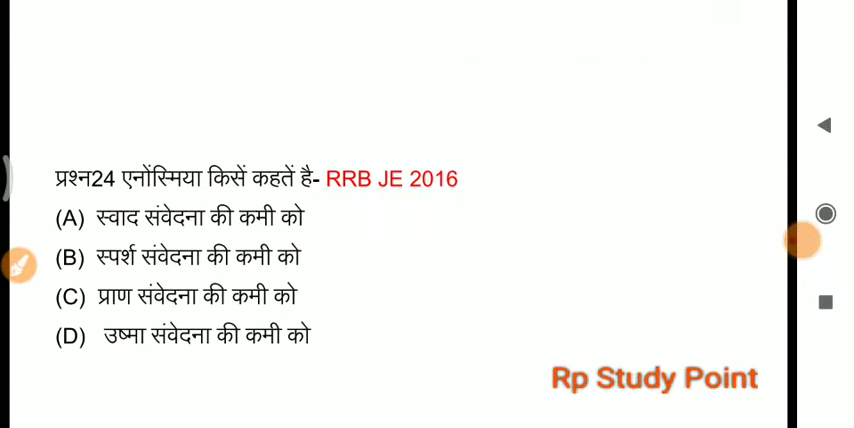 प्रश्न24 एनोंस्मिया किसें कहतें है- RRB JE 2016
(A) स्वाद संवेदना की कमी को
(B) स्पर्श संवेदना की कमी को
(C) प्राण संवेदना की कमी को
(D) उष्मा संवेदना की कमी को
Rp Study Point